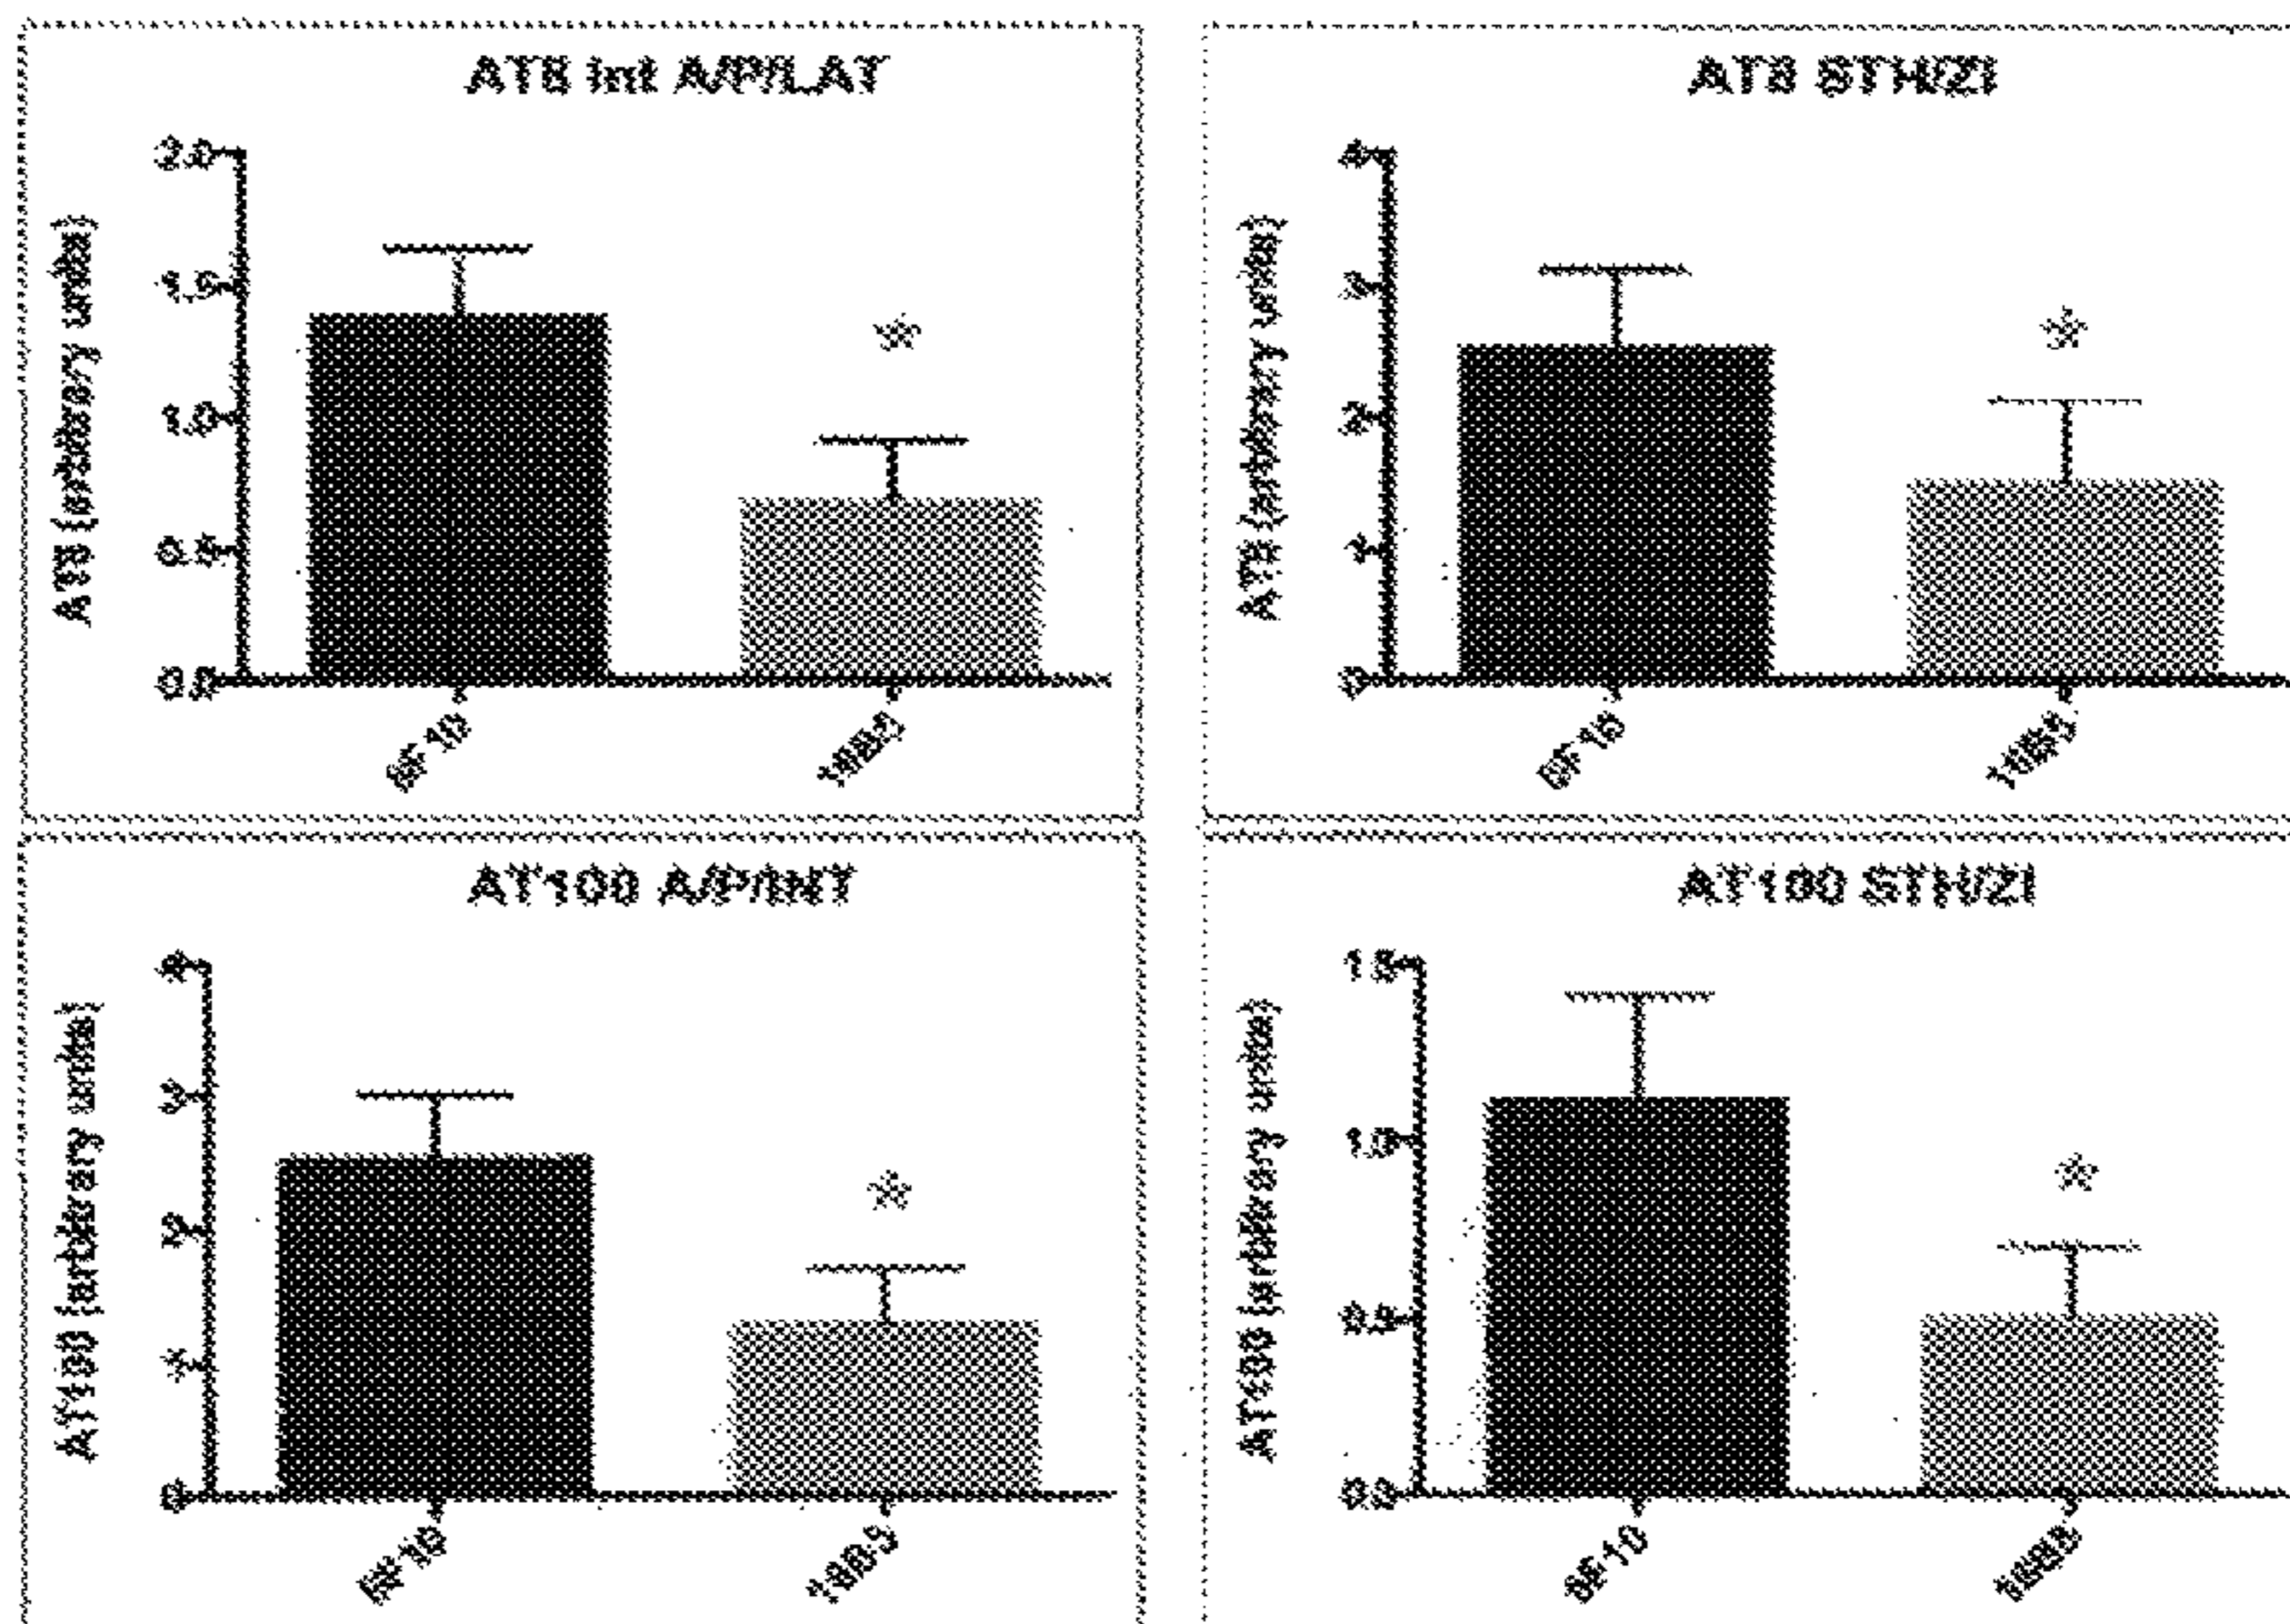 AT8 Int A/P/LAT
AT8 (arbitrary units)
2.0
1.5
1.0
0.5
0.0
AT8 STH/ZI
AT8 (arbitrary units)
4
3
2
1
0
AT100 A/P/INT
AT100 (arbitrary units)
4
3
2
1
0
AT100 STH/ZI
AT100 (arbitrary units)
1.5
1.0
0.5
0.0
*
*
*
*